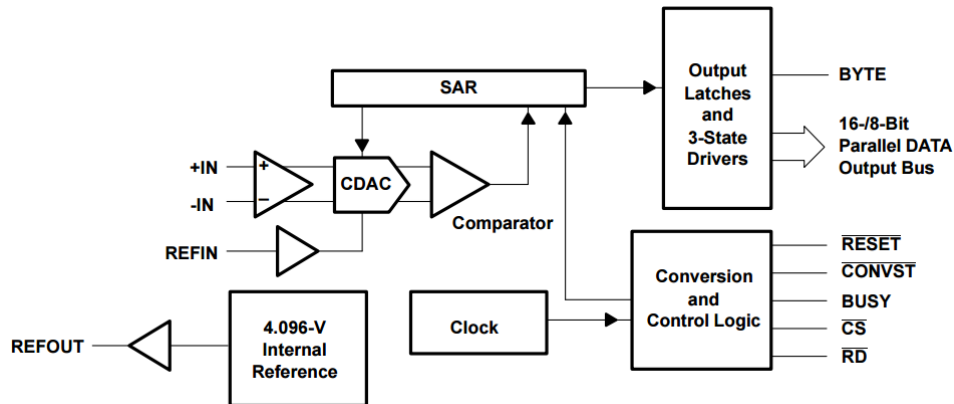 SAR
Output
Latches
and
3-State
Drivers
BYTE
16-/8-Bit
Parallel DATA
Output Bus
+IN
-IN
+
−
CDAC
Comparator
REFIN
Conversion
and
Control Logic
RESET
CONVST
BUSY
CS
RD
Clock
REFOUT
4.096-V
Internal
Reference